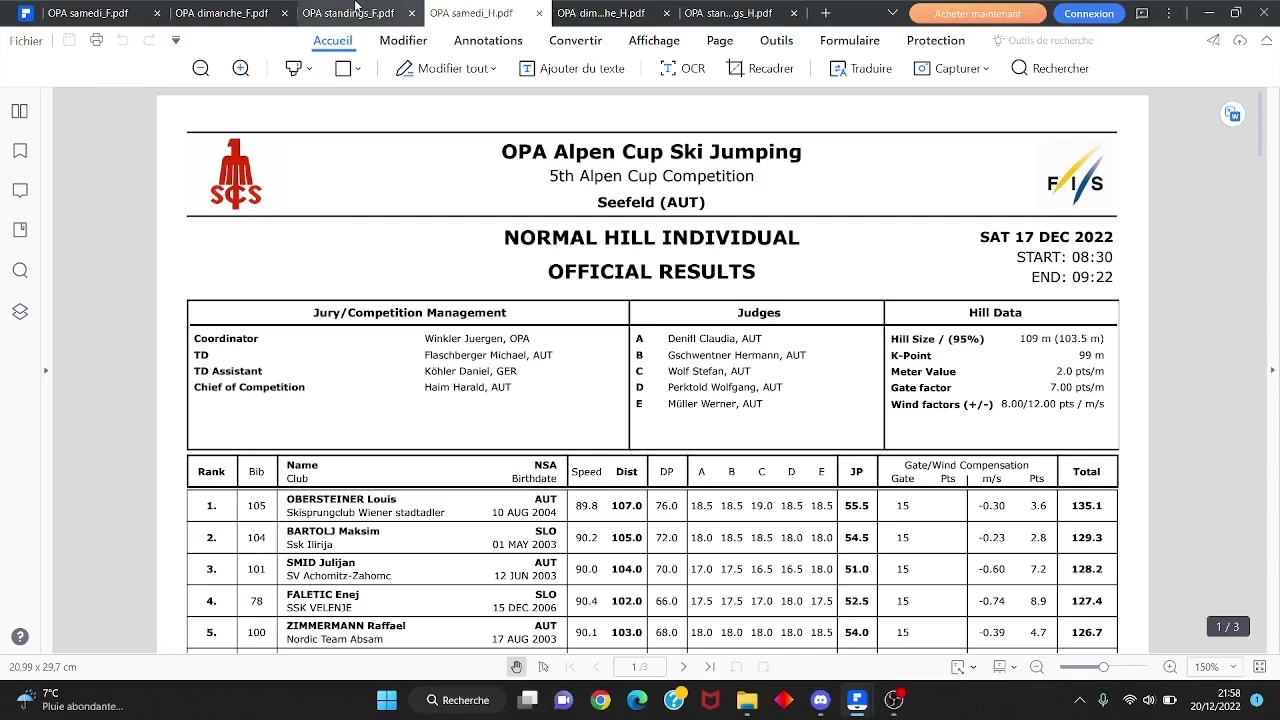 OPA samedi_F.pdf OPA dimanche_F.pdf OPA standings_F.pdf OPA samedi_H.pdf OPA dim...he_H.pdf OPA stan...gs_H.pdf Acheter maintenant Connexion
Fichier Accueil Modifier Annotations Convertir Affichage Page Outils Formulaire Protection Outils de recherche
Modifier tout Ajouter du texte OCR Recadrer Traduire Capturer Rechercher
SCS
OPA Alpen Cup Ski Jumping
5th Alpen Cup Competition
Seefeld (AUT)
F I S
NORMAL HILL INDIVIDUAL
OFFICIAL RESULTS
SAT 17 DEC 2022
START: 08:30
END: 09:22
Jury/Competition Management Judges Hill Data
Coordinator Winkler Juergen, OPA A Denifl Claudia, AUT Hill Size / (95%) 109 m (103.5 m)
TD Flaschberger Michael, AUT B Gschwentner Hermann, AUT K-Point 99 m
TD Assistant Köhler Daniel, GER C Wolf Stefan, AUT Meter Value 2.0 pts/m
Chief of Competition Haim Harald, AUT D Perktold Wolfgang, AUT Gate factor 7.00 pts/m
E Müller Werner, AUT Wind factors (+/-) 8.00/12.00 pts / m/s
Rank Bib Name NSA Speed Dist DP A B C D E JP Gate/Wind Compensation Total
Club Birthdate Gate Pts m/s Pts
1. 105 OBERSTEINER Louis AUT 89.8 107.0 76.0 18.5 18.5 19.0 18.5 18.5 55.5 15 -0.30 3.6 135.1
Skisprungclub Wiener stadtadler 10 AUG 2004
2. 104 BARTOLJ Maksim SLO 90.2 105.0 72.0 18.0 18.5 18.5 18.0 18.0 54.5 15 -0.23 2.8 129.3
Ssk Ilirija 01 MAY 2003
3. 101 SMID Julijan AUT 90.0 104.0 70.0 17.0 17.5 16.5 16.5 18.0 51.0 15 -0.60 7.2 128.2
SV Achomitz-Zahomc 12 JUN 2003
4. 78 FALETIC Enej SLO 90.4 102.0 66.0 17.5 17.5 17.0 18.0 17.5 52.5 15 -0.74 8.9 127.4
SSK VELENJE 15 DEC 2006
5. 100 ZIMMERMANN Raffael AUT 90.1 103.0 68.0 18.0 18.0 18.0 18.0 18.5 54.0 15 -0.39 4.7 126.7
Nordic Team Absam 17 AUG 2003
1 / 3
20,99 x 29,7 cm 1 /3 150%
7°C Recherche 21:58
Pluie abondante... 20/12/2022